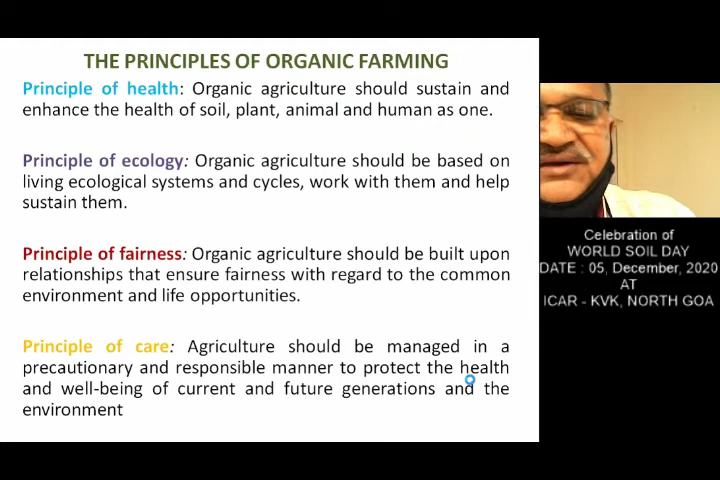 THE PRINCIPLES OF ORGANIC FARMING
Principle of health: Organic agriculture should sustain and
enhance the health of soil, plant, animal and human as one.
Principle of ecology: Organic agriculture should be based on
living ecological systems and cycles, work with them and help
sustain them.
Principle of fairness: Organic agriculture should be built upon
relationships that ensure fairness with regard to the common
environment and life opportunities.
Principle of care: Agriculture should be managed in a
precautionary and responsible manner to protect the health
and well-being of current and future generations and the
environment
Celebration of
WORLD SOIL DAY
DATE : 05, December, 2020
AT
ICAR - KVK, NORTH GOA